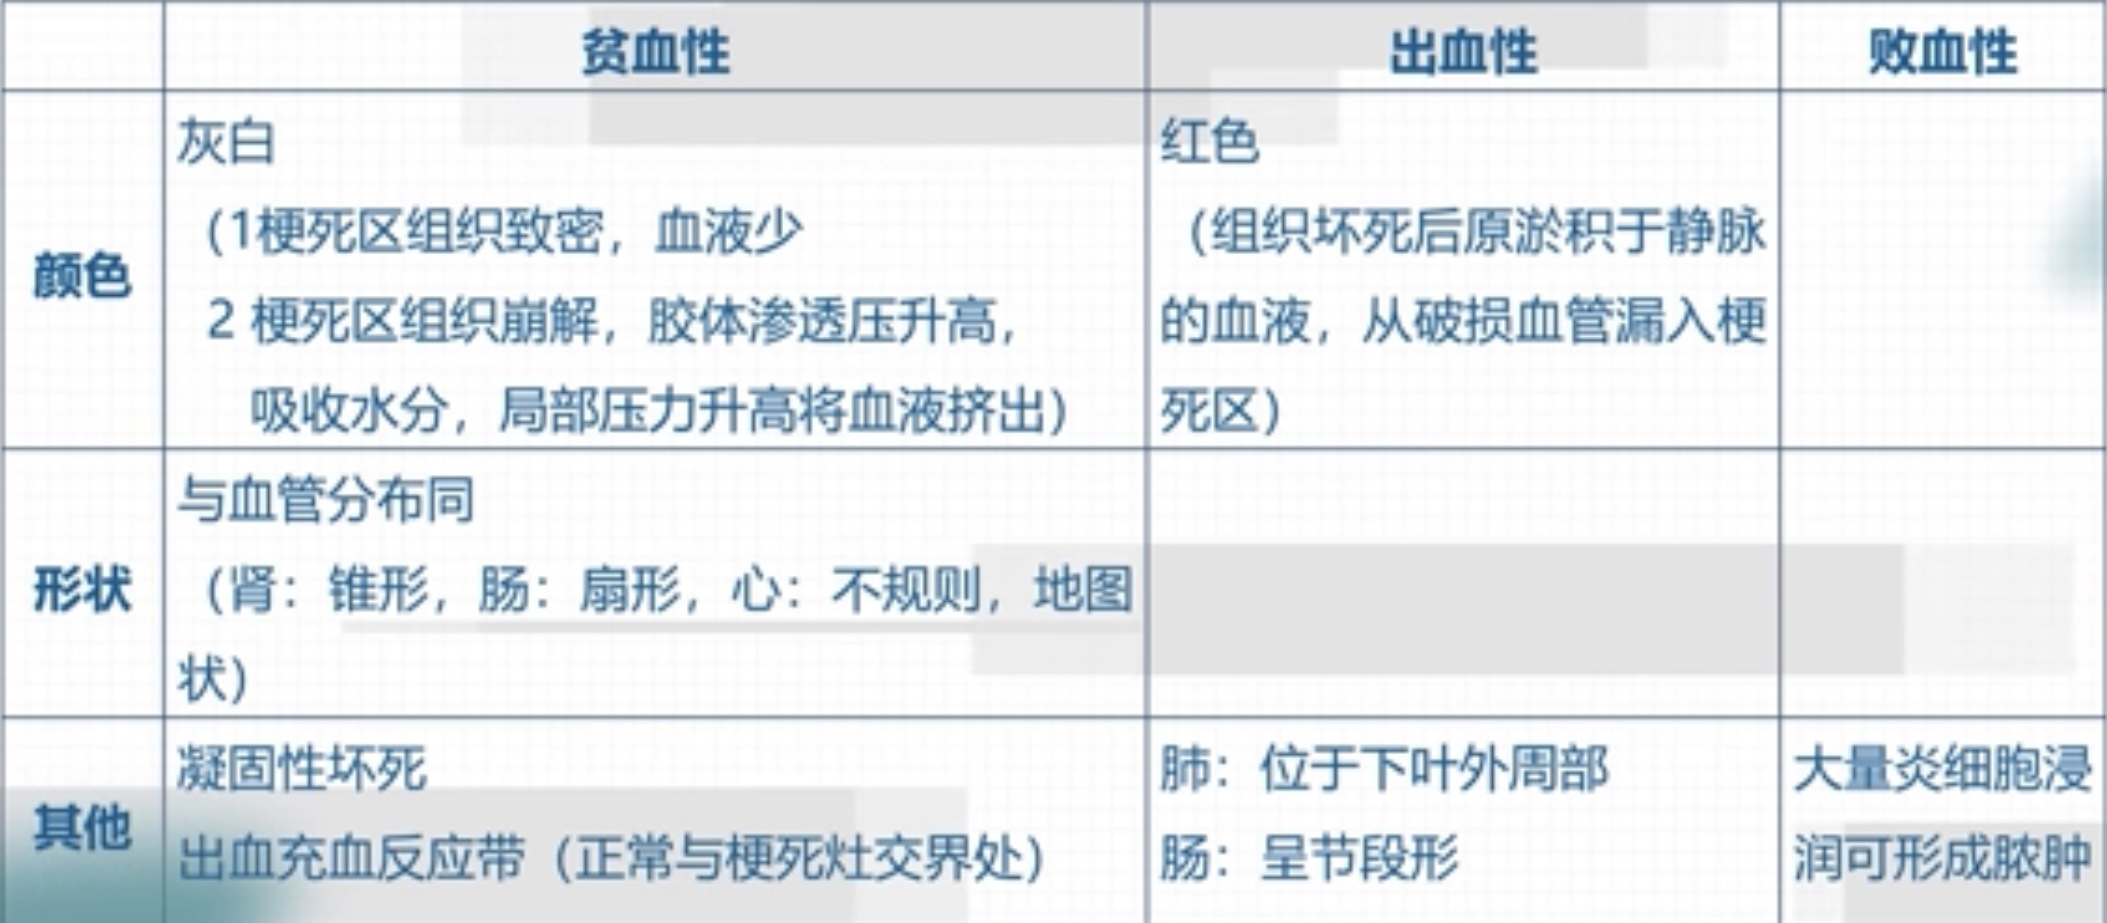 贫血性 出血性 败血性
颜色
灰白
（1梗死区组织致密，血液少
2 梗死区组织崩解，胶体渗透压升高，
吸收水分，局部压力升高将血液挤出）
红色
（组织坏死后原淤积于静脉
的血液，从破损血管漏入梗
死区）
形状
与血管分布同
（肾：锥形，肠：扇形，心：不规则，地图
状）
其他
凝固性坏死
出血充血反应带（正常与梗死灶交界处）
肺：位于下叶外周部
肠：呈节段形
大量炎细胞浸
润可形成脓肿